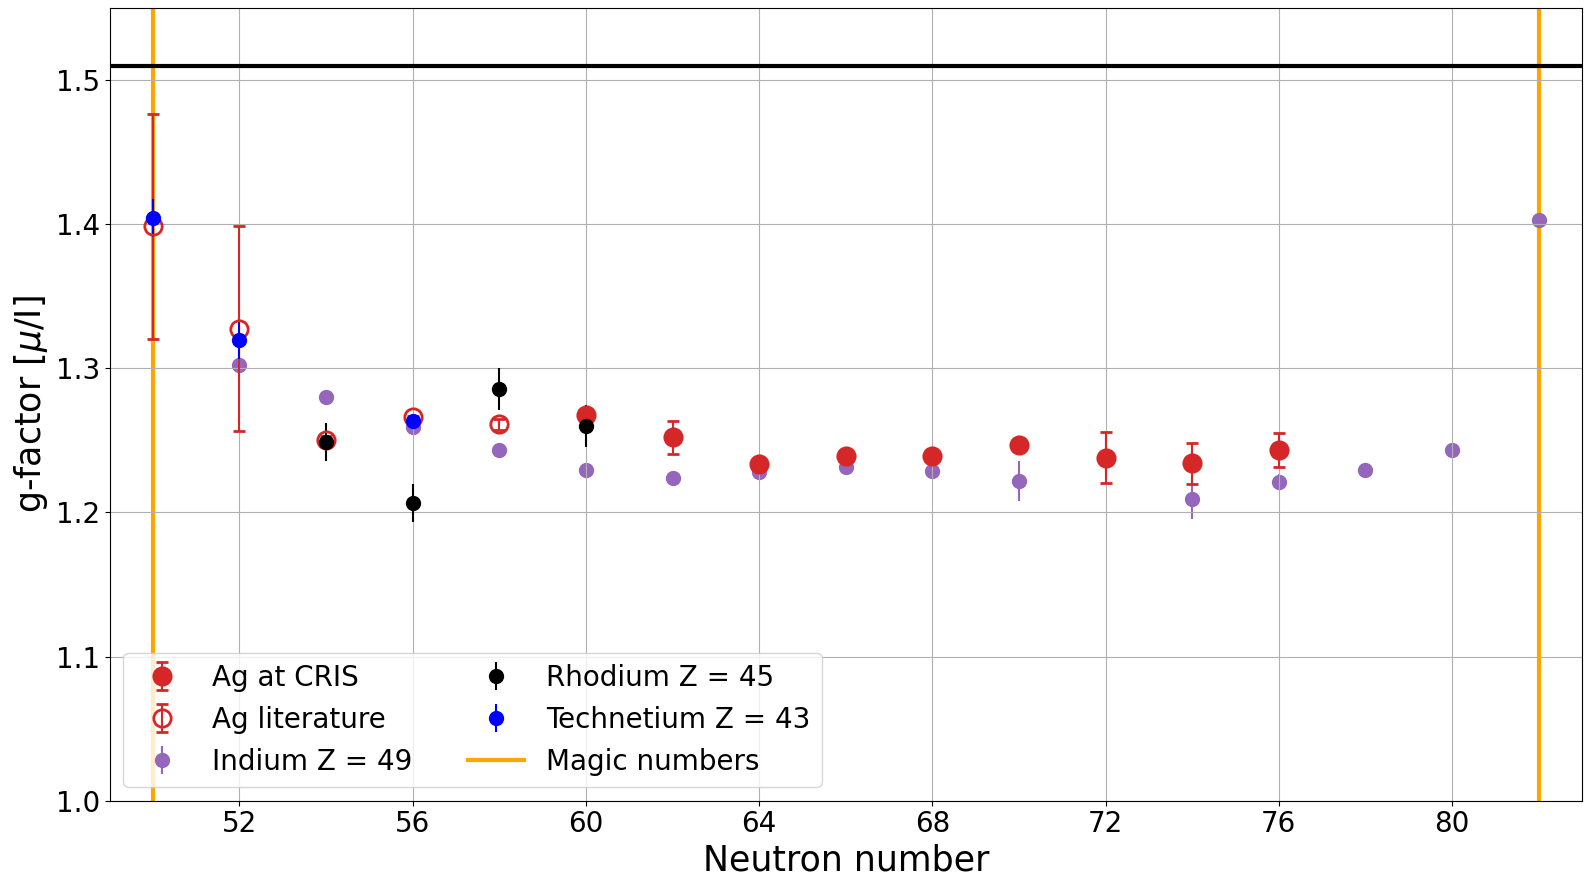 g-factor [μ/I]
1.5
1.4
1.3
1.2
1.1
1.0
Ag at CRIS
Ag literature
Indium Z = 49
Rhodium Z = 45
Technetium Z = 43
Magic numbers
52 56 60 64 68 72 76 80
Neutron number